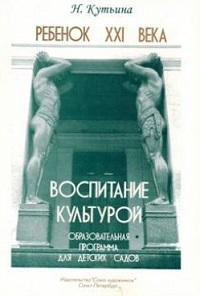 Н. Кутьина
РЕБЕНОК XXI ВЕКА
ВОСПИТАНИЕ
КУЛЬТУРОЙ
ОБРАЗОВАТЕЛЬНАЯ
ПРОГРАММА
ДЛЯ ДЕТСКИХ САДОВ
Издательство "Союз художников"
Санкт-Петербург